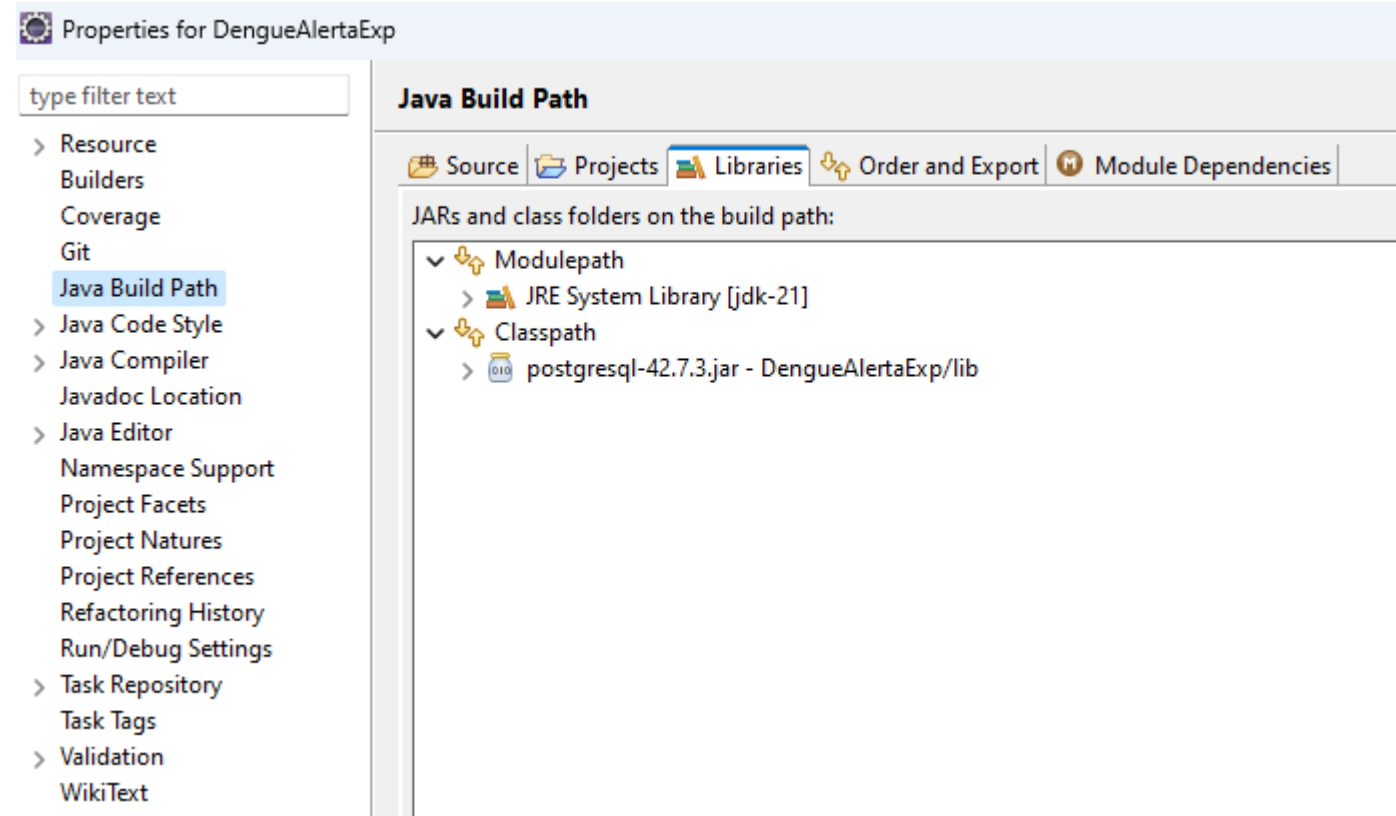 Properties for DengueAlertaExp
type filter text
Resource
Builders
Coverage
Git
Java Build Path
Java Code Style
Java Compiler
Javadoc Location
Java Editor
Namespace Support
Project Facets
Project Natures
Project References
Refactoring History
Run/Debug Settings
Task Repository
Task Tags
Validation
WikiText
Java Build Path
Source Projects Libraries Order and Export Module Dependencies
JARs and class folders on the build path:
Modulepath
JRE System Library [jdk-21]
Classpath
postgresql-42.7.3.jar - DengueAlertaExp/lib